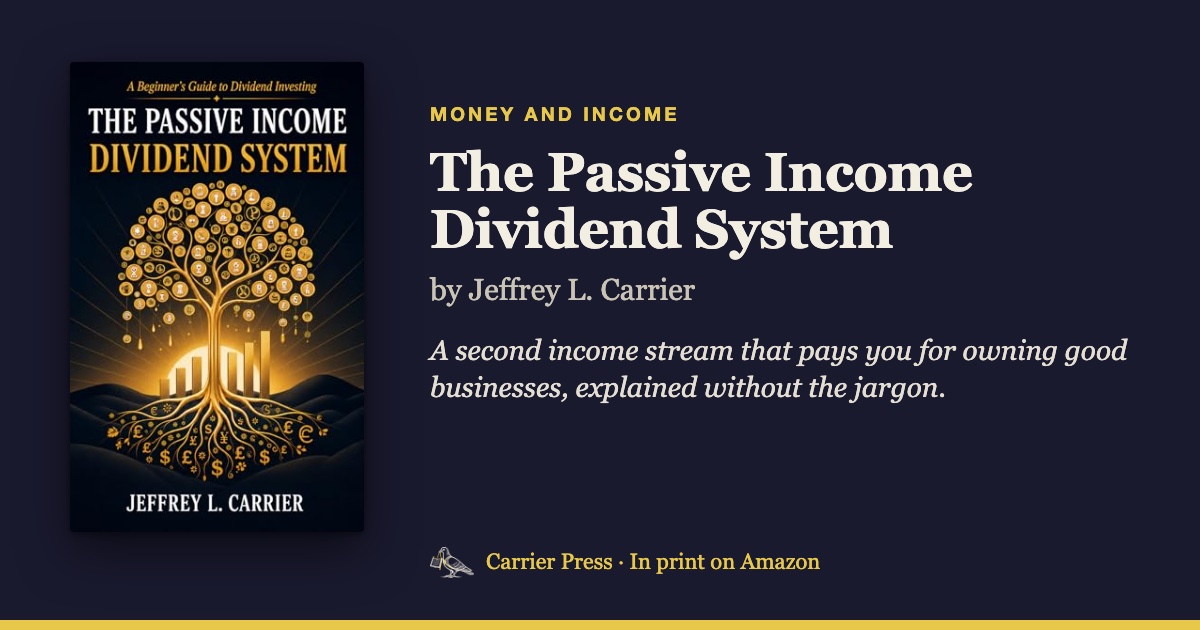 A Beginner's Guide to Dividend Investing
THE PASSIVE INCOME
DIVIDEND SYSTEM
JEFFREY L. CARRIER
MONEY AND INCOME
The Passive Income
Dividend System
by Jeffrey L. Carrier
A second income stream that pays you for owning good
businesses, explained without the jargon.
Carrier Press · In print on Amazon